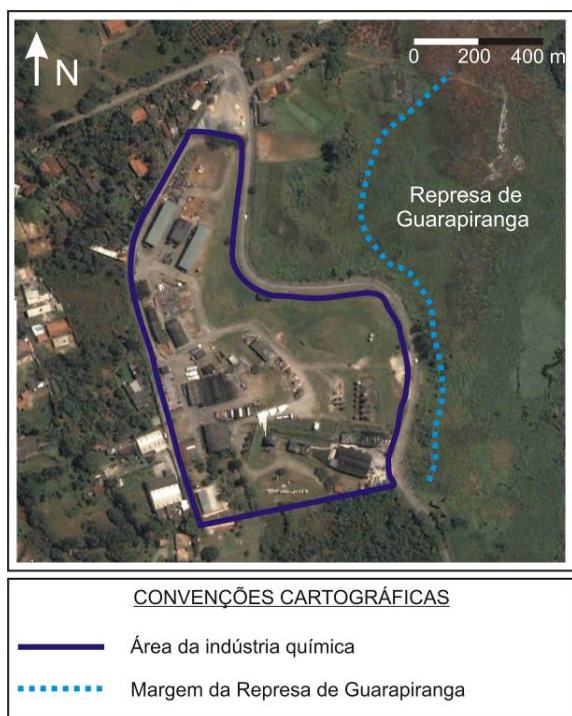 N
0 200 400 m
Represa de
Guarapiranga
CONVENÇÕES CARTOGRÁFICAS
Área da indústria química
Margem da Represa de Guarapiranga